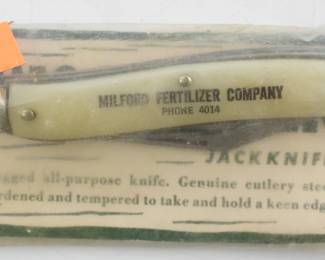 MILFORD FERTILIZER COMPANY
PHONE 4014
JACKKNIF
gged all-purpose knife. Genuine cutlery stee
rdened and tempered to take and hold a keen edg